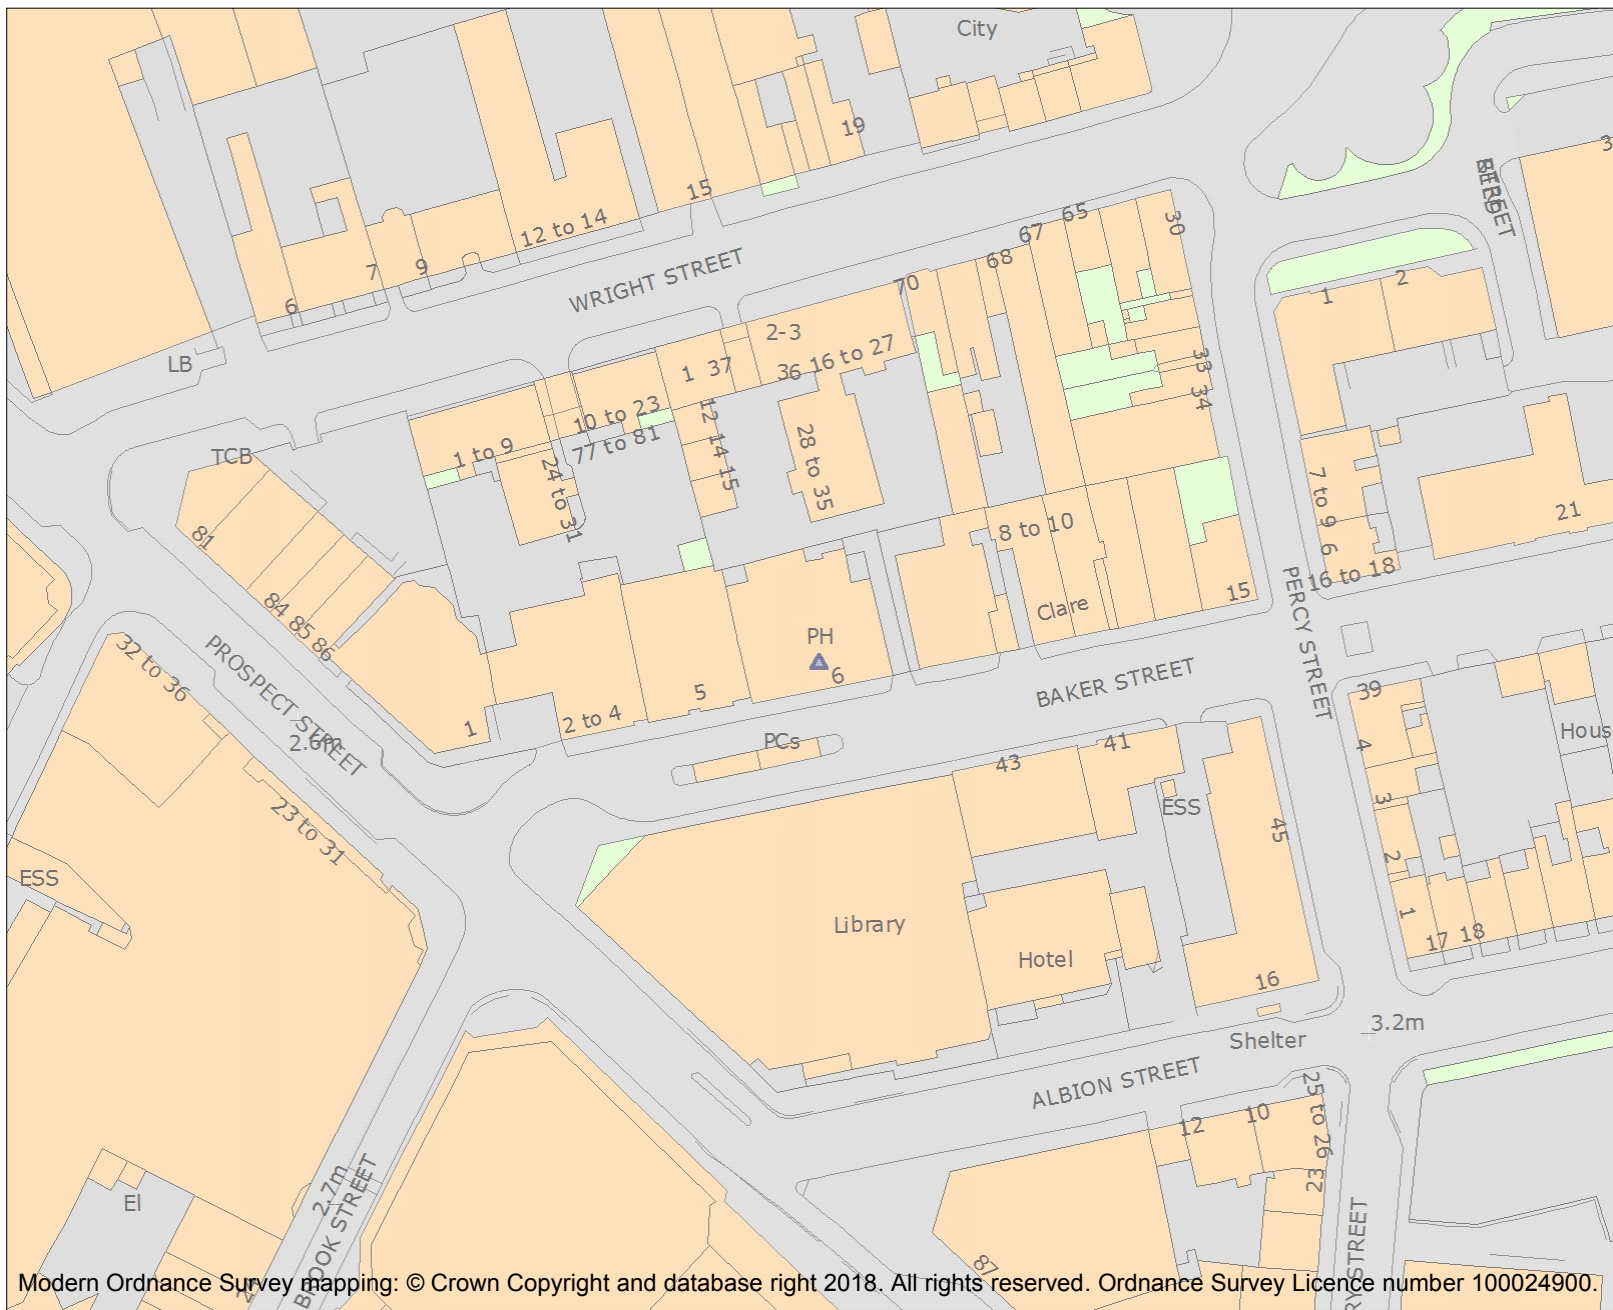 City
19
15
12 to 14
9
7
6
LB
WRIGHT STREET
STREET
30
65
67
68
70
2-3
36
16 to 27
1
37
10 to 23
77 to 81
1 to 9
24 to 31
12
14
15
28 to 35
33
34
1
2
TCB
81
84
85
86
32 to 36
PROSPECT STREET
2.6m
23 to 31
ESS
8 to 10
Clare
15
PERCY STREET
7 to 9
6
16 to 18
21
PH
6
5
2 to 4
1
BAKER STREET
PCs
43
41
ESS
45
39
4
3
2
1
17
18
Library
Hotel
16
Shelter
3.2m
ALBION STREET
12
10
25 to 26
23
87
El
2.7m
BROOK STREET
Modern Ordnance Survey mapping: © Crown Copyright and database right 2018. All rights reserved. Ordnance Survey Licence number 100024900.